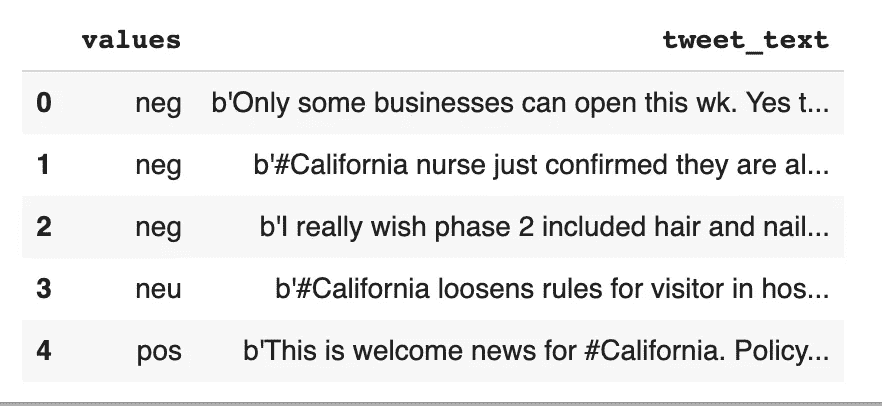 values tweet_text
0 neg b'Only some businesses can open this wk. Yes t...
1 neg b'#California nurse just confirmed they are al...
2 neg b'I really wish phase 2 included hair and nail...
3 neu b'#California loosens rules for visitor in hos...
4 pos b'This is welcome news for #California. Policy...